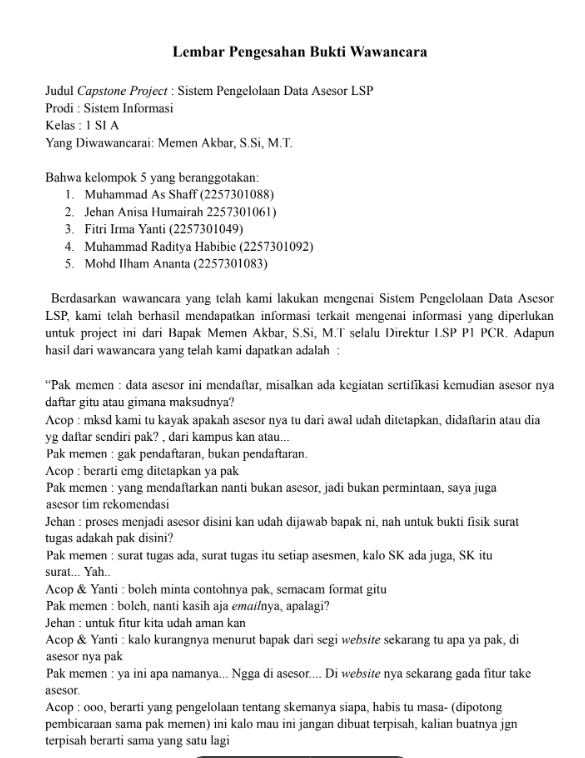 Lembar Pengesahan Bukti Wawancara
Judul Capstone Project : Sistem Pengelolaan Data Asesor LSP
Prodi : Sistem Informasi
Kelas : 1 SI A
Yang Diwawancarai: Memen Akbar, S.Si, M.T.
Bahwa kelompok 5 yang beranggotakan:
1. Muhammad As Shaff (2257301088)
2. Jehan Anisa Humairah 2257301061)
3. Fitri Irma Yanti (2257301049)
4. Muhammad Raditya Habibie (2257301092)
5. Mohd Ilham Ananta (2257301083)
Berdasarkan wawancara yang telah kami lakukan mengenai Sistem Pengelolaan Data Asesor
LSP, kami telah berhasil mendapatkan informasi terkait mengenai informasi yang diperlukan
untuk project ini dari Bapak Memen Akbar, S.Si, M.T selalu Direktur LSP P1 PCR. Adapun
hasil dari wawancara yang telah kami dapatkan adalah :
“Pak memen : data asesor ini mendaftar, misalkan ada kegiatan sertifikasi kemudian asesor nya
daftar gitu atau gimana maksudnya?
Acop : mksd kami tu kayak apakah asesor nya tu dari awal udah ditetapkan, didaftarin atau dia
yg daftar sendiri pak? , dari kampus kan atau...
Pak memen : gak pendaftaran, bukan pendaftaran.
Acop : berarti emg ditetapkan ya pak
Pak memen : yang mendaftarkan nanti bukan asesor, jadi bukan permintaan, saya juga
asesor tim rekomendasi
Jehan : proses menjadi asesor disini kan udah dijawab bapak ni, nah untuk bukti fisik surat
tugas adakah pak disini?
Pak memen : surat tugas ada, surat tugas itu setiap asesmen, kalo SK ada juga, SK itu
surat... Yah..
Acop & Yanti : boleh minta contohnya pak, semacam format gitu
Pak memen : boleh, nanti kasih aja emailnya, apalagi?
Jehan : untuk fitur kita udah aman kan
Acop & Yanti : kalo kurangnya menurut bapak dari segi website sekarang tu apa ya pak, di
asesor nya pak
Pak memen : ya ini apa namanya... Ngga di asesor.... Di website nya sekarang gada fitur take
asesor.
Acop : ooo, berarti yang pengelolaan tentang skemanya siapa, habis tu masa- (dipotong
pembicaraan sama pak memen) ini kalo mau ini jangan dibuat terpisah, kalian buatnya jgn
terpisah berarti sama yang satu lagi